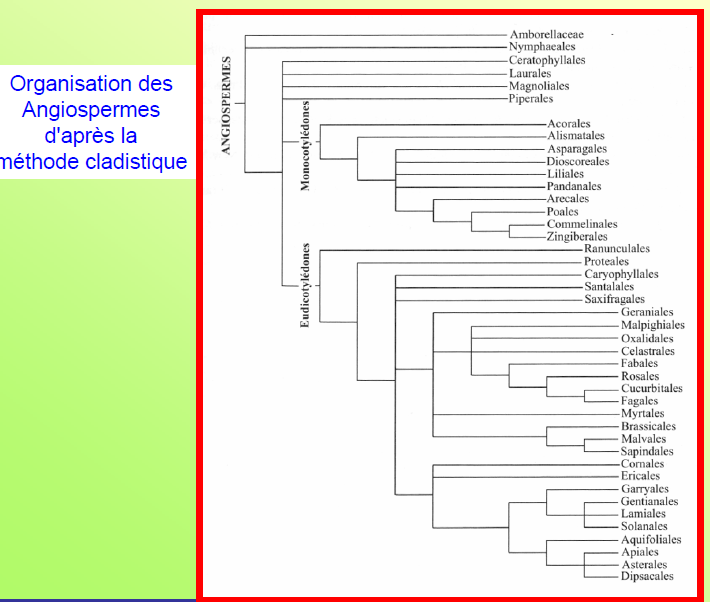 Organisation des
Angiospermes
d'après la
méthode cladistique
ANGIOSPERMES
Amborellaceae
Nymphaeales
Ceratophyllales
Laurales
Magnoliales
Piperales
Monocotylédones
Acorales
Alismatales
Asparagales
Dioscoreales
Liliales
Pandanales
Arecales
Poales
Commelinales
Zingiberales
Eudicotylédones
Ranunculales
Proteales
Caryophyllales
Santalales
Saxifragales
Geraniales
Malpighiales
Oxalidales
Celastrales
Fabales
Rosales
Cucurbitales
Fagales
Myrtales
Brassicales
Malvales
Sapindales
Cornales
Ericales
Garryales
Gentianales
Lamiales
Solanales
Aquifoliales
Apiales
Asterales
Dipsacales